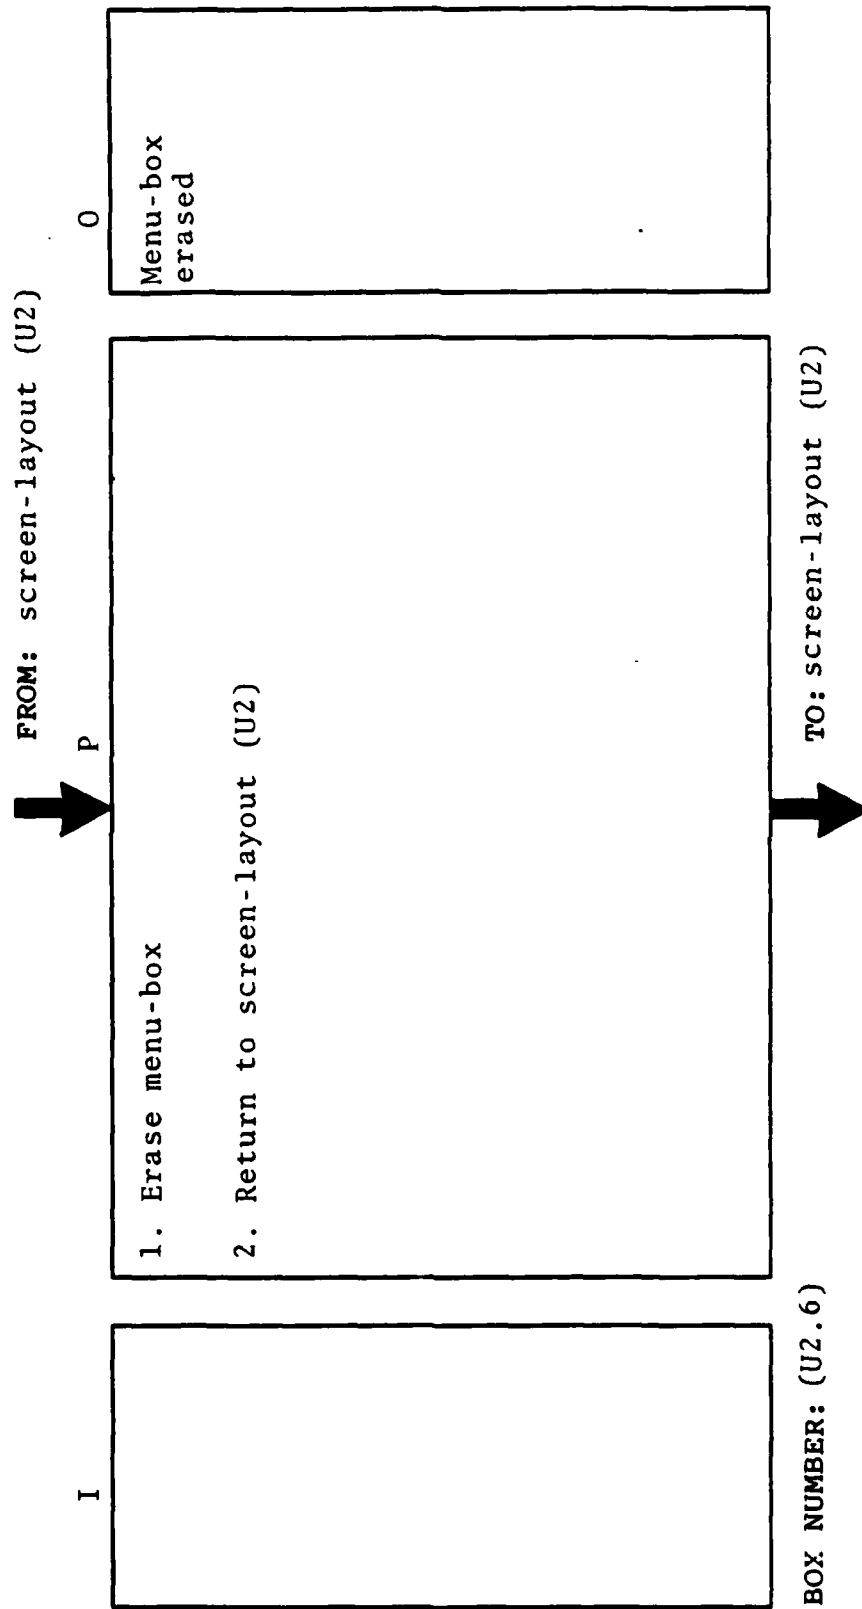 FROM: screen-layout (U2)
I
P
O
1. Erase menu-box
2. Return to screen-layout (U2)
Menu-box
erased
BOX NUMBER: (U2.6)
TO: screen-layout (U2)